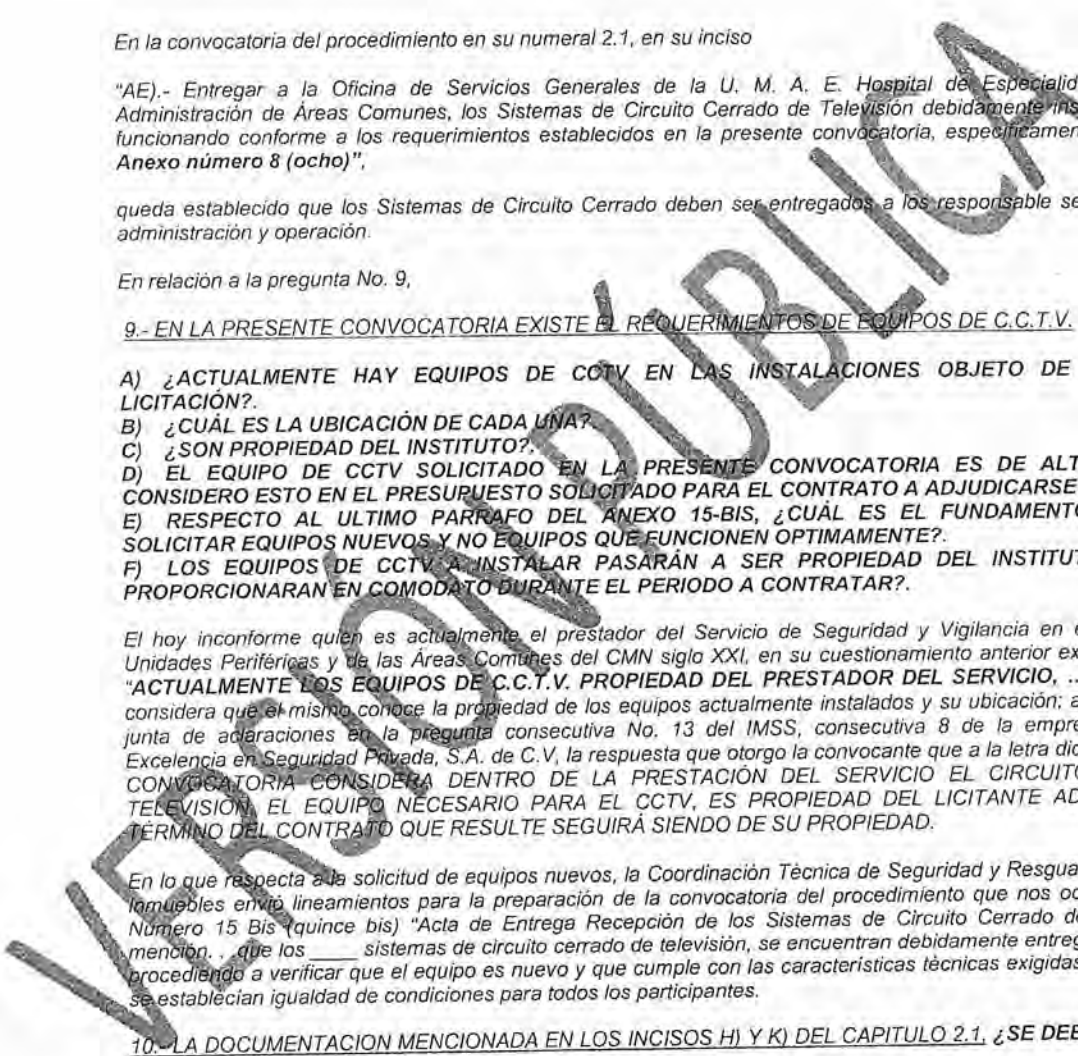 En la convocatoria del procedimiento en su numeral 2.1, en su inciso
"AE).- Entregar a la Oficina de Servicios Generales de la U. M. A. E. Hospital de Especialid
Administración de Áreas Comunes, los Sistemas de Circuito Cerrado de Televisión debidamente ins
funcionando conforme a los requerimientos establecidos en la presente convocatoria, específicamen
Anexo número 8 (ocho)",
queda establecido que los Sistemas de Circuito Cerrado deben ser entregados a los responsable se
administración y operación.
En relación a la pregunta No. 9,
9.- EN LA PRESENTE CONVOCATORIA EXISTE EL REQUERIMIENTOS DE EQUIPOS DE C.C.T.V.
A) ¿ACTUALMENTE HAY EQUIPOS DE CCTV EN LAS INSTALACIONES OBJETO DE
LICITACIÓN?.
B) ¿CUÁL ES LA UBICACIÓN DE CADA UNA?.
C) ¿SON PROPIEDAD DEL INSTITUTO?.
D) EL EQUIPO DE CCTV SOLICITADO EN LA PRESENTE CONVOCATORIA ES DE ALT
CONSIDERO ESTO EN EL PRESUPUESTO SOLICITADO PARA EL CONTRATO A ADJUDICARSE
E) RESPECTO AL ULTIMO PARRAFO DEL ANEXO 15-BIS, ¿CUÁL ES EL FUNDAMENTO
SOLICITAR EQUIPOS NUEVOS Y NO EQUIPOS QUE FUNCIONEN OPTIMAMENTE?.
F) LOS EQUIPOS DE CCTV A INSTALAR PASARÁN A SER PROPIEDAD DEL INSTITUT
PROPORCIONARAN EN COMODATO DURANTE EL PERIODO A CONTRATAR?.
El hoy inconforme quien es actualmente el prestador del Servicio de Seguridad y Vigilancia en e
Unidades Periféricas y de las Áreas Comunes del CMN siglo XXI, en su cuestionamiento anterior ex
"ACTUALMENTE LOS EQUIPOS DE C.C.T.V. PROPIEDAD DEL PRESTADOR DEL SERVICIO, ..
considera que el mismo conoce la propiedad de los equipos actualmente instalados y su ubicación; a
junta de aclaraciones en la pregunta consecutiva No. 13 del IMSS, consecutiva 8 de la empre
Excelencia en Seguridad Privada, S.A. de C.V, la respuesta que otorgo la convocante que a la letra dic
CONVOCATORIA CONSIDERA DENTRO DE LA PRESTACIÓN DEL SERVICIO EL CIRCUITO
TELEVISIÓN, EL EQUIPO NECESARIO PARA EL CCTV, ES PROPIEDAD DEL LICITANTE AD
TÉRMINO DEL CONTRATO QUE RESULTE SEGUIRÁ SIENDO DE SU PROPIEDAD.
En lo que respecta a la solicitud de equipos nuevos, la Coordinación Técnica de Seguridad y Resgua
Inmuebles envió lineamientos para la preparación de la convocatoria del procedimiento que nos oc
Número 15 Bis (quince bis) "Acta de Entrega Recepción de los Sistemas de Circuito Cerrado de
mención. . .que los ____ sistemas de circuito cerrado de televisión, se encuentran debidamente entreg
procediendo a verificar que el equipo es nuevo y que cumple con las características técnicas exigidas
se establecían igualdad de condiciones para todos los participantes.
10.- LA DOCUMENTACION MENCIONADA EN LOS INCISOS H) Y K) DEL CAPITULO 2.1, ¿SE DEB
VERSIÓN PÚBLICA